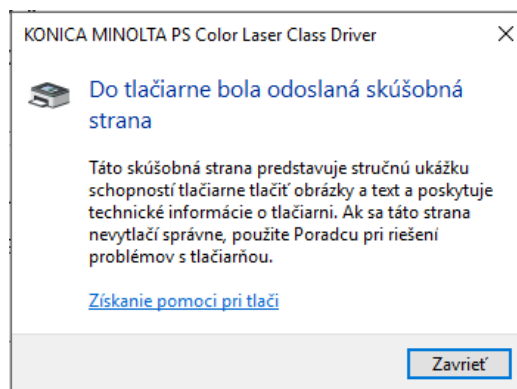 KONICA MINOLTA PS Color Laser Class Driver
Do tlačiarne bola odoslaná skúšobná
strana
Táto skúšobná strana predstavuje stručnú ukážku
schopností tlačiarne tlačiť obrázky a text a poskytuje
technické informácie o tlačiarni. Ak sa táto strana
nevytlačí správne, použite Poradcu pri riešení
problémov s tlačiarňou.
Získanie pomoci pri tlači
Zavrieť